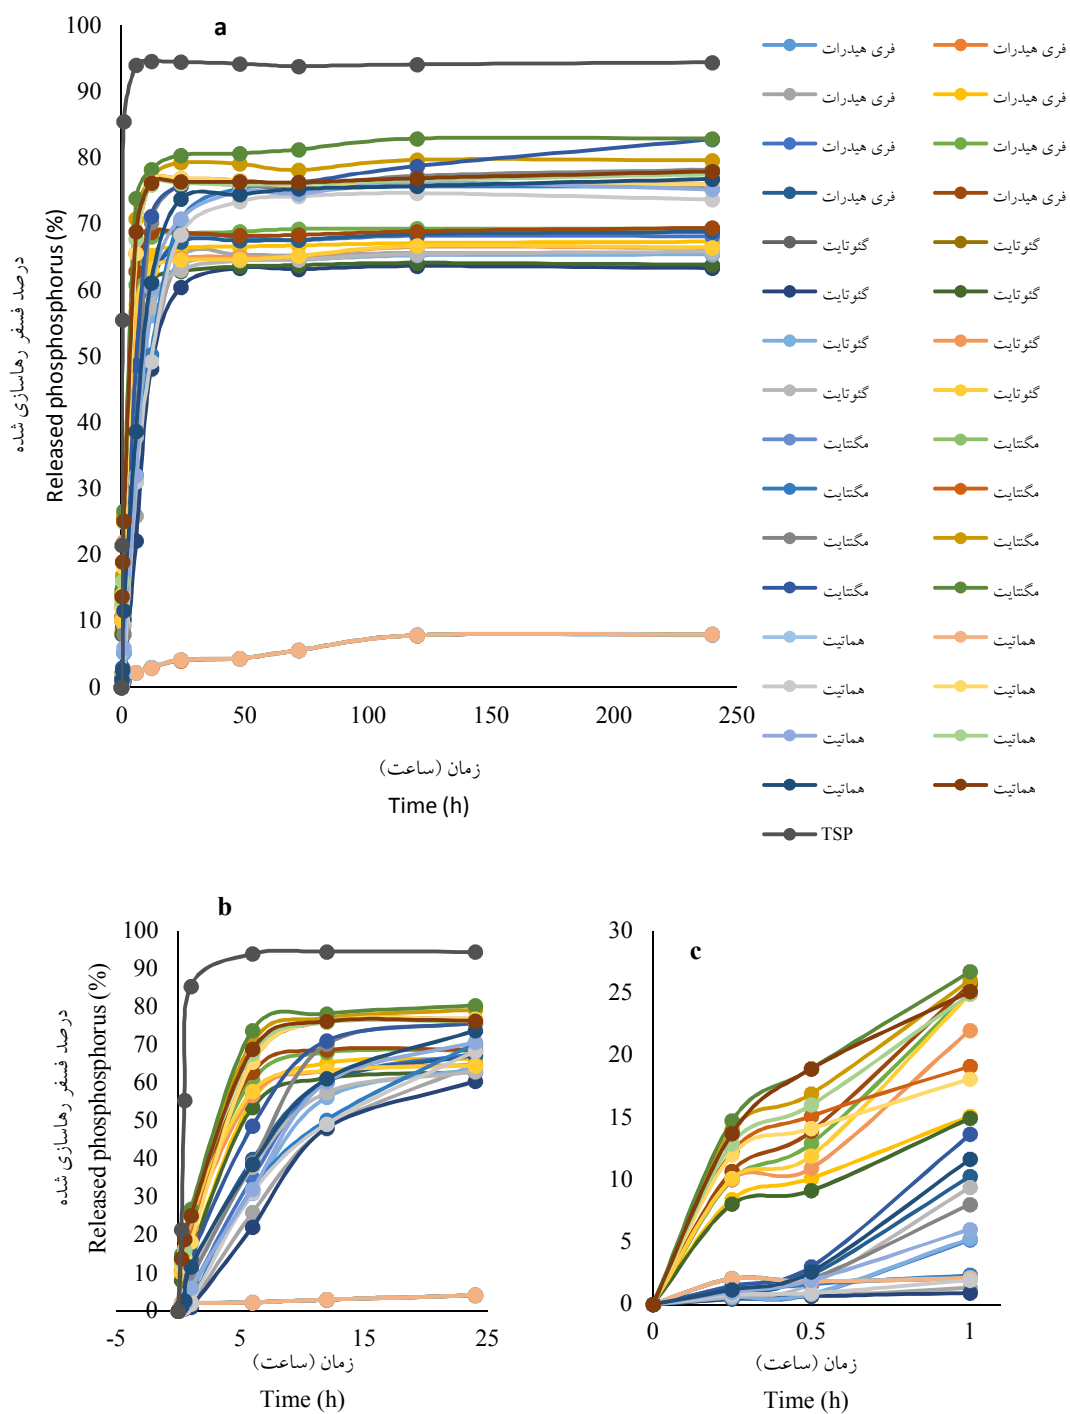 a
100
90
80
70
60
50
40
30
20
10
0
0 50 100 150 200 250
درصد فسفر رهاسازی شده
Released phosphorus (%)
زمان (ساعت)
Time (h)
فری هیدرات فری هیدرات
فری هیدرات فری هیدرات
فری هیدرات فری هیدرات
فری هیدرات فری هیدرات
گئوتایت گئوتایت
گئوتایت گئوتایت
گئوتایت گئوتایت
گئوتایت گئوتایت
مگنتایت مگنتایت
مگنتایت مگنتایت
مگنتایت مگنتایت
مگنتایت مگنتایت
هماتیت هماتیت
هماتیت هماتیت
هماتیت هماتیت
هماتیت هماتیت
TSP
b
100
90
80
70
60
50
40
30
20
10
0
-5 5 15 25
درصد فسفر رهاسازی شده
Released phosphorus (%)
زمان (ساعت)
Time (h)
c
30
25
20
15
10
5
0
0 0.5 1
زمان (ساعت)
Time (h)